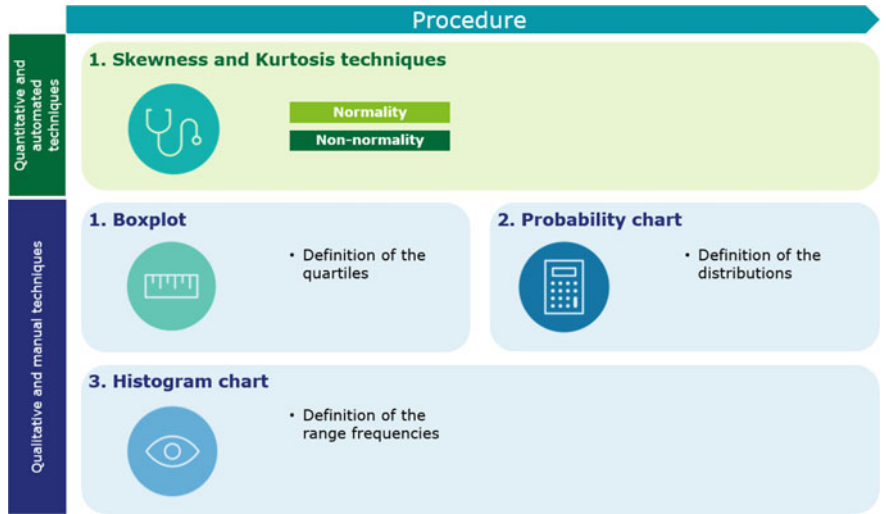 Procedure
Quantitative and
automated
techniques
1. Skewness and Kurtosis techniques
Normality
Non-normality
Qualitative and manual techniques
1. Boxplot
• Definition of the
quartiles
2. Probability chart
• Definition of the
distributions
3. Histogram chart
• Definition of the
range frequencies